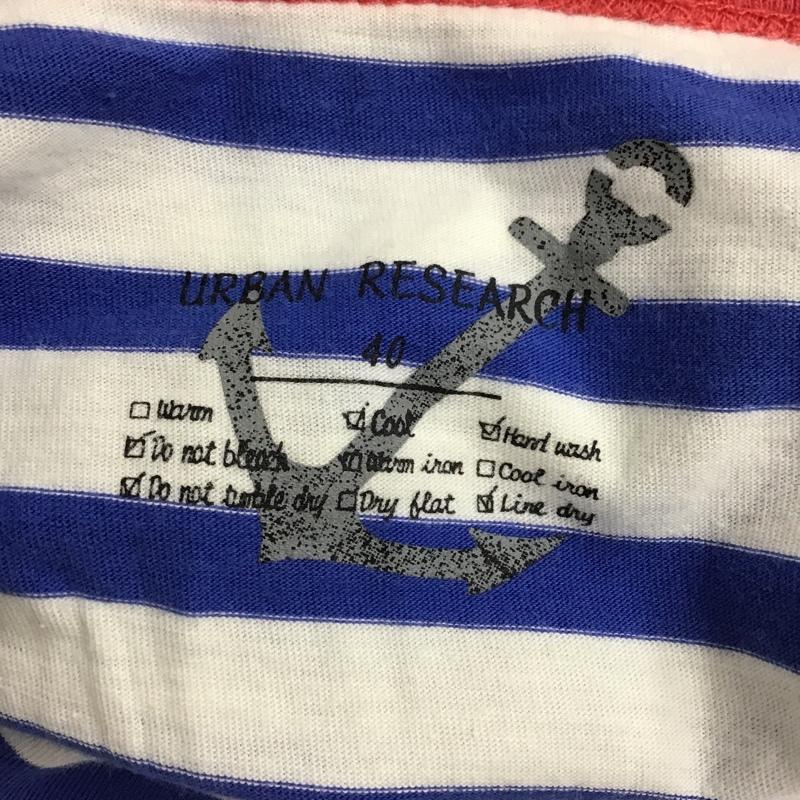 URBAN RESEARCH
40
☐ Warm ☑ Cool ☑ Hand wash
☑ Do not bleach ☑ Warm iron ☐ Cool iron
☑ Do not tumble dry ☐ Dry flat ☑ Line dry